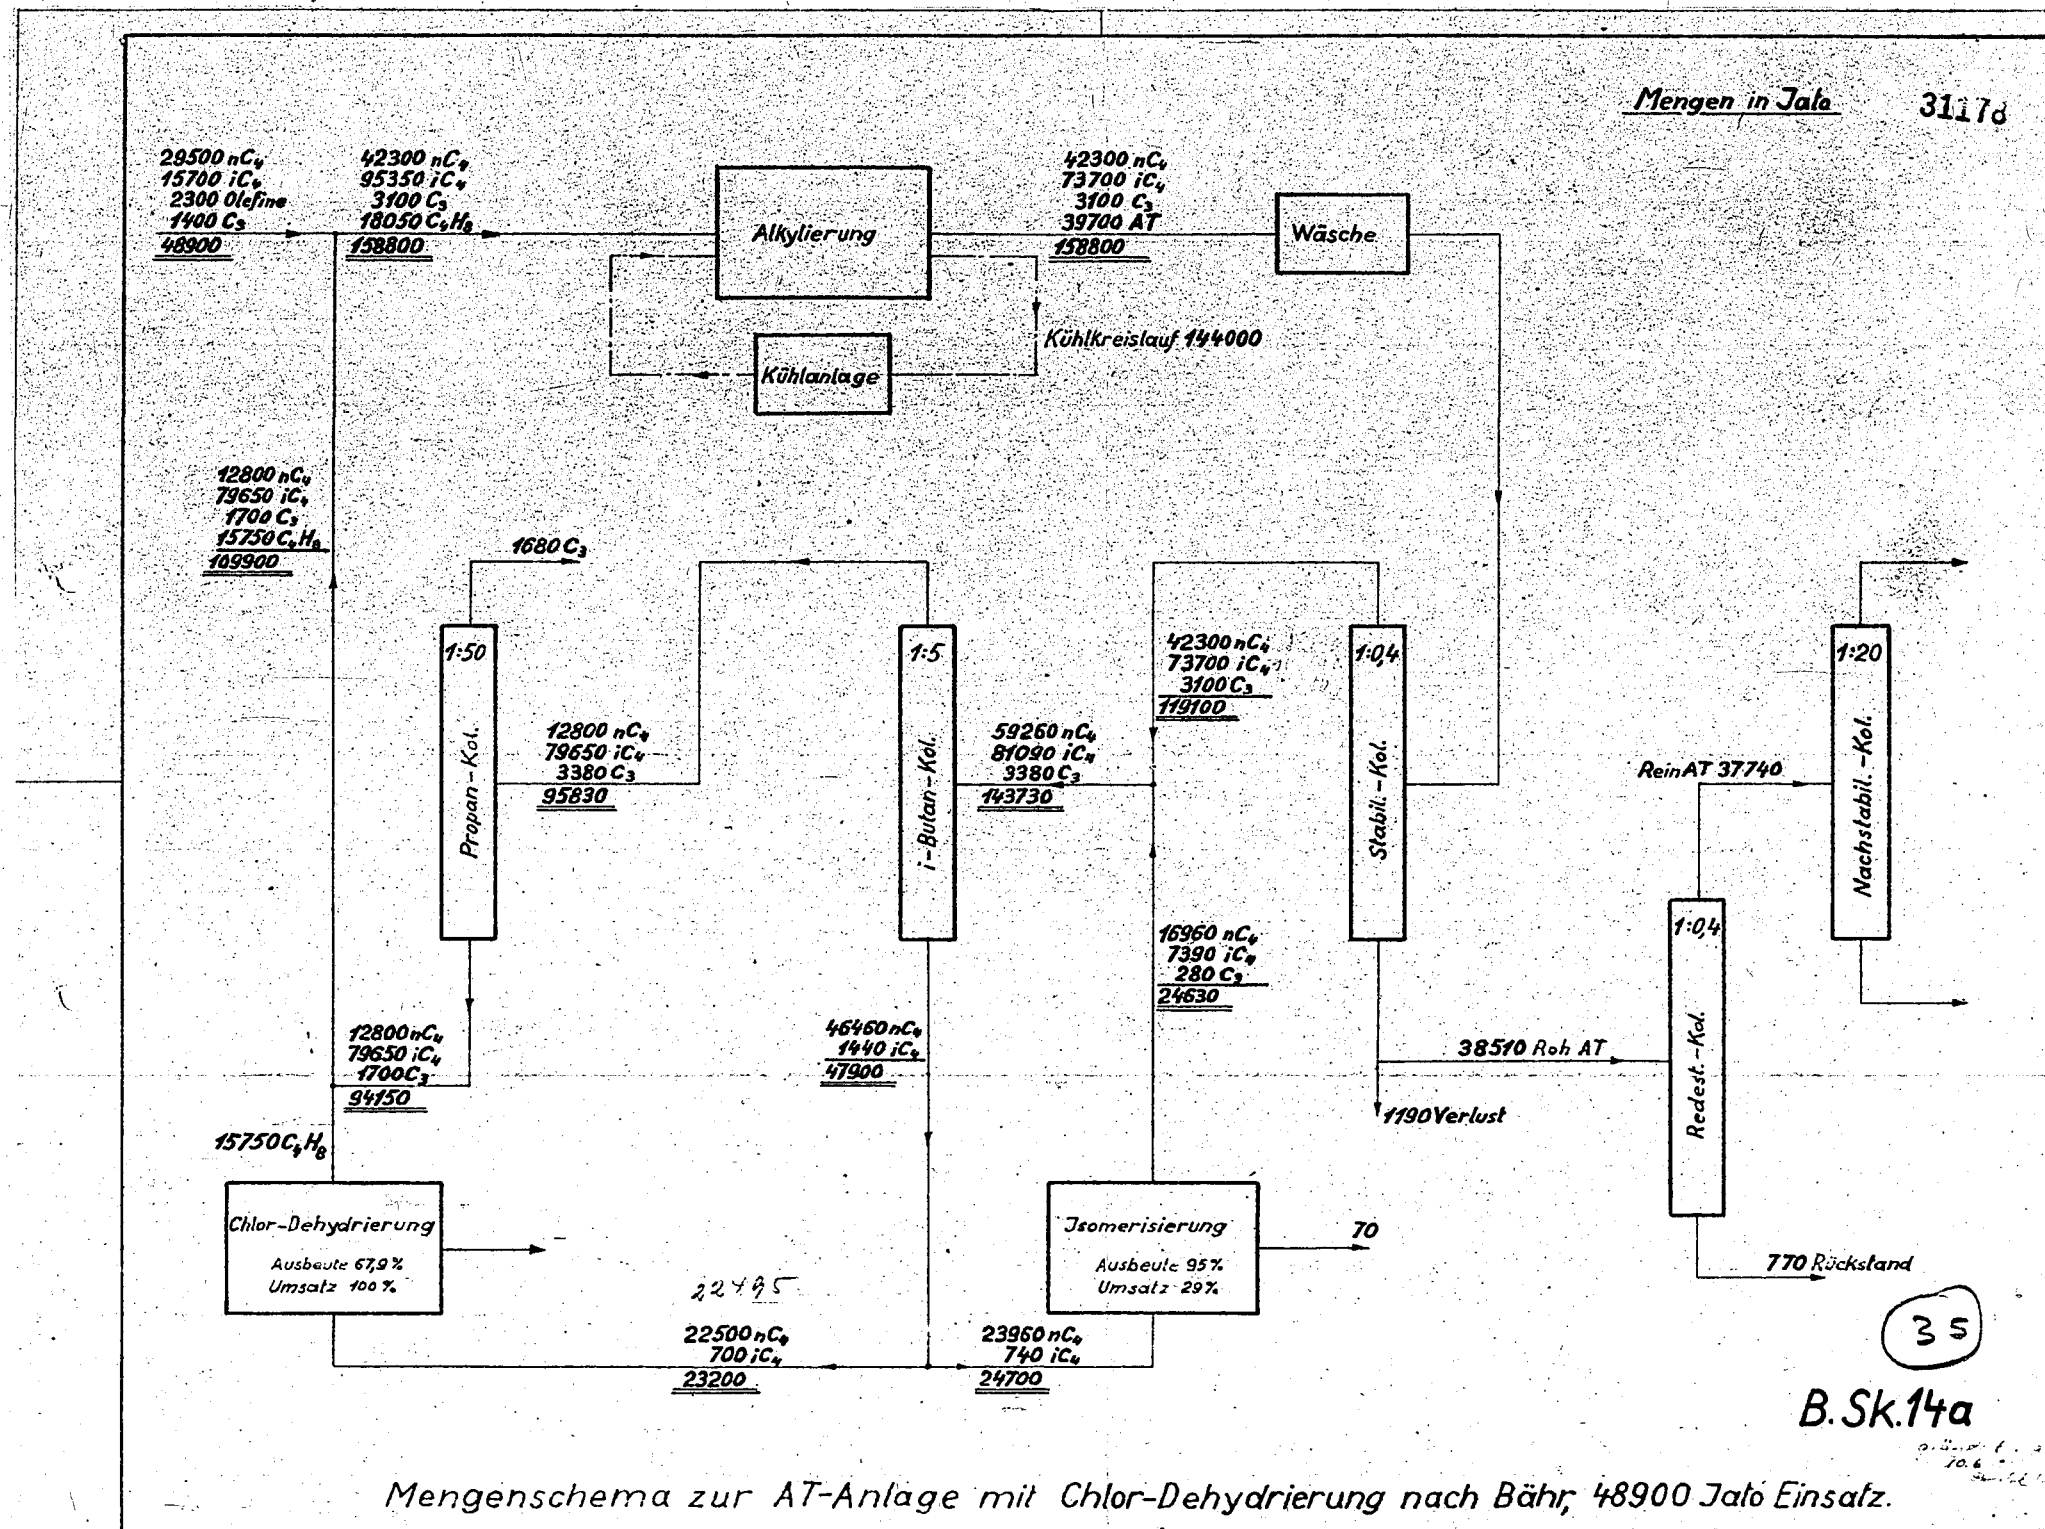 Mengen in Jato
31178
29500 nC₄
15700 iC₄
2300 Olefine
1400 C₃
48900
42300 nC₄
95350 iC₄
3100 C₃
18050 C₄H₈
158800
Alkylierung
42300 nC₄
73700 iC₄
3100 C₃
39700 AT
158800
Wäsche
Kühlkreislauf 144000
Kühlanlage
12800 nC₄
79650 iC₄
1700 C₃
15750 C₄H₈
109900
1680 C₃
1:50
Propan-Kol.
12800 nC₄
79650 iC₄
3380 C₃
95830
1:5
i-Butan-Kol.
59260 nC₄
81090 iC₄
3380 C₃
143730
42300 nC₄
73700 iC₄
3100 C₃
119100
1:0,4
Stabil.-Kol.
1:20
Nachstabil.-Kol.
Rein AT 37740
1:0,4
Redest.-Kol.
16960 nC₄
7390 iC₄
280 C₃
24630
46460 nC₄
1440 iC₄
47900
12800 nC₄
79650 iC₄
1700 C₃
94150
38510 Roh AT
1190 Verlust
15750 C₄H₈
Chlor-Dehydrierung
Ausbeute 67,9%
Umsatz 100%
Isomerisierung
Ausbeute 95%
Umsatz 29%
70
770 Rückstand
22495
22500 nC₄
700 iC₄
23200
23960 nC₄
740 iC₄
24700
35
B.Sk.14a
Mengenschema zur AT-Anlage mit Chlor-Dehydrierung nach Bähr, 48900 Jato Einsatz.